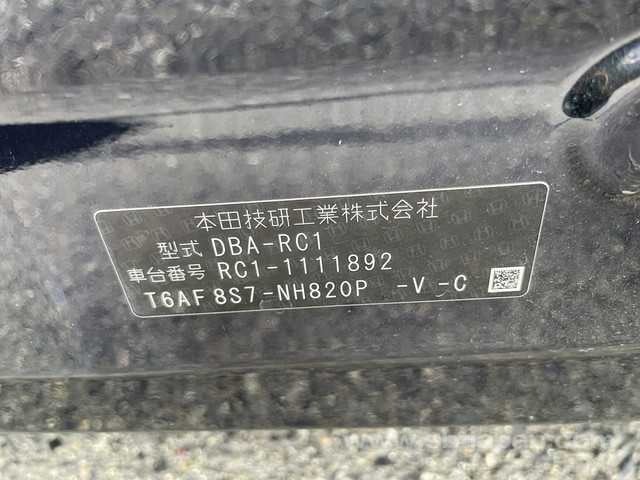 本田技研工業株式会社
型式 DBA-RC1
車台番号 RC1-1111892
T6AF 8S7-NH820P -V -C